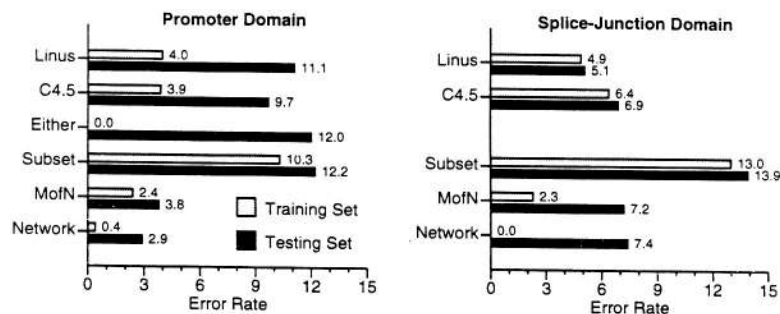 Promoter Domain
Linus
4.0
11.1
C4.5
3.9
9.7
Either
0.0
12.0
Subset
10.3
12.2
MofN
2.4
3.8
Network
0.4
2.9
Training Set
Testing Set
0 3 6 9 12 15
Error Rate
Splice-Junction Domain
Linus
4.9
5.1
C4.5
6.4
6.9
Subset
13.0
13.9
MofN
2.3
7.2
Network
0.0
7.4
0 3 6 9 12 15
Error Rate